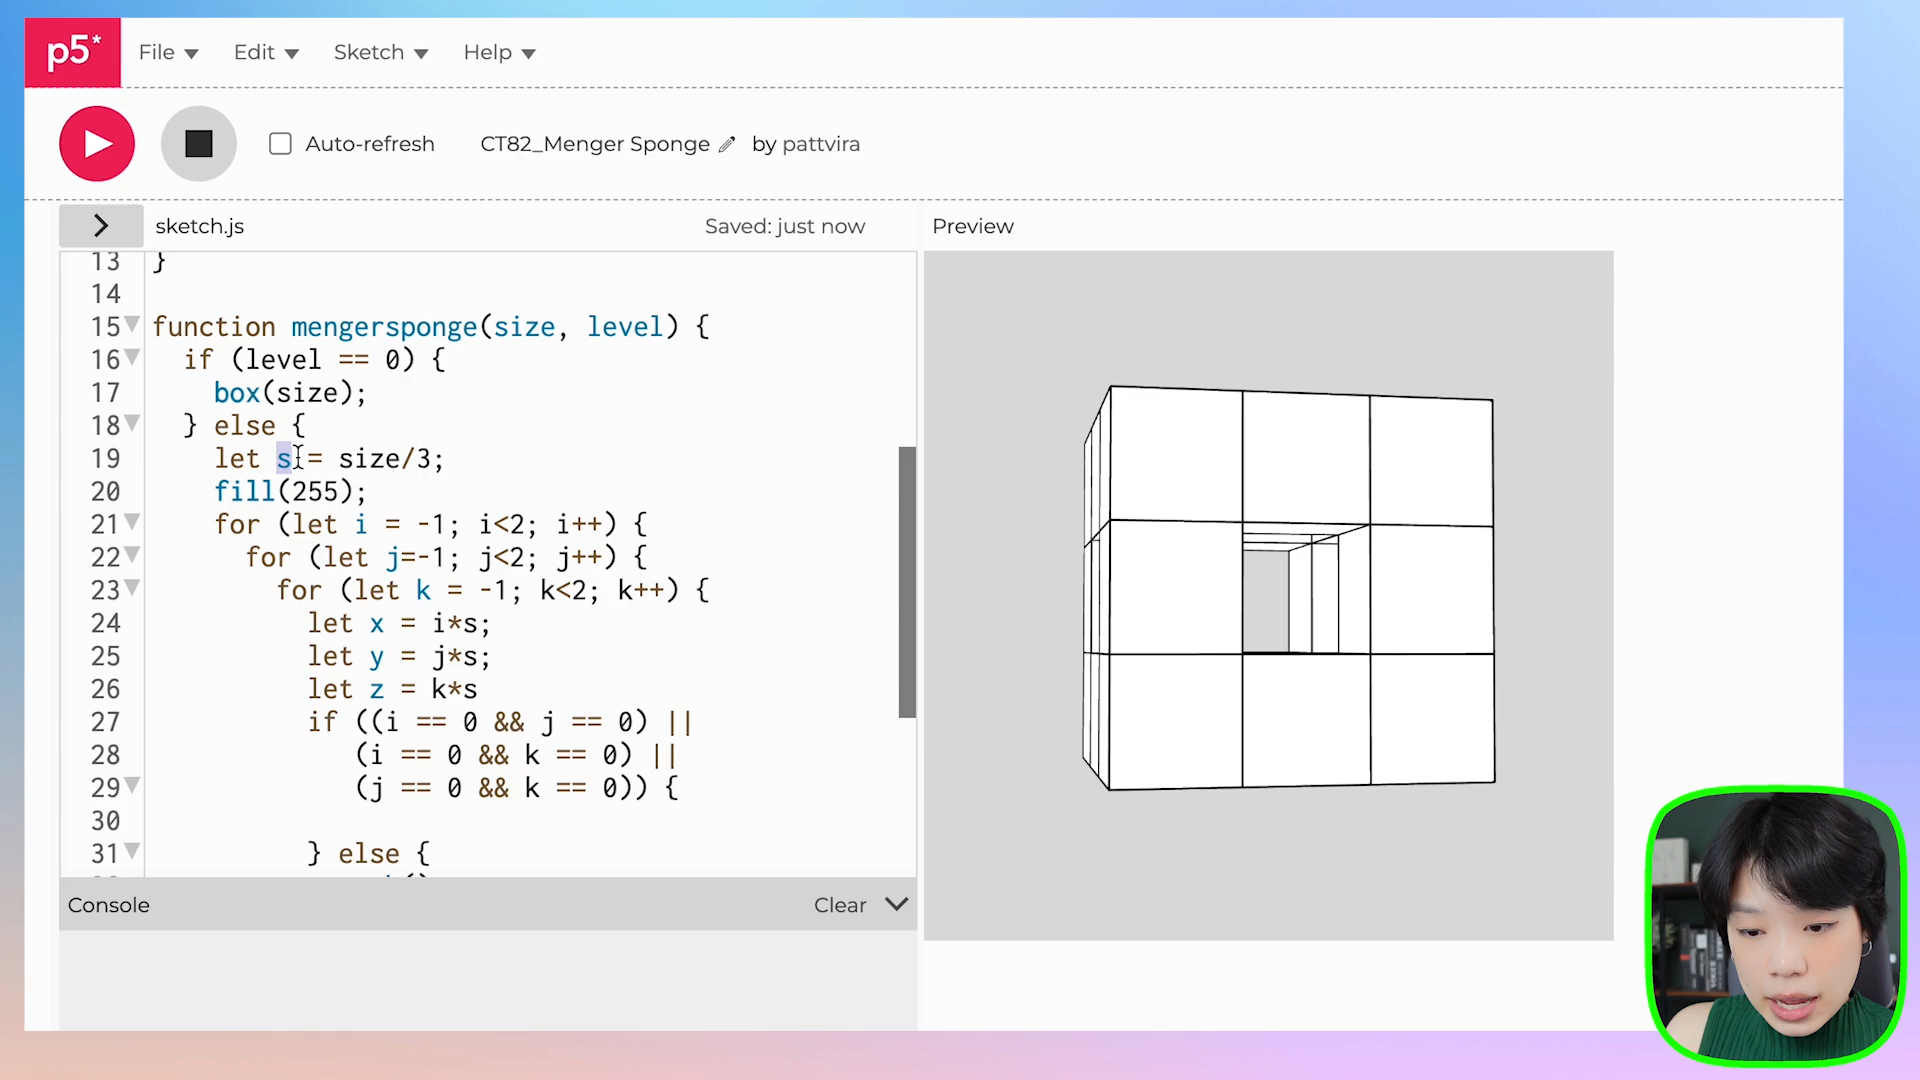 p5* File Edit Sketch Help
Auto-refresh CT82_Menger Sponge by pattvira
sketch.js Saved: just now Preview
13 }
14
15 function mengersponge(size, level) {
16 if (level == 0) {
17 box(size);
18 } else {
19 let s = size/3;
20 fill(255);
21 for (let i = -1; i<2; i++) {
22 for (let j=-1; j<2; j++) {
23 for (let k = -1; k<2; k++) {
24 let x = i*s;
25 let y = j*s;
26 let z = k*s
27 if ((i == 0 && j == 0) ||
28 (i == 0 && k == 0) ||
29 (j == 0 && k == 0)) {
30
31 } else {
Console Clear